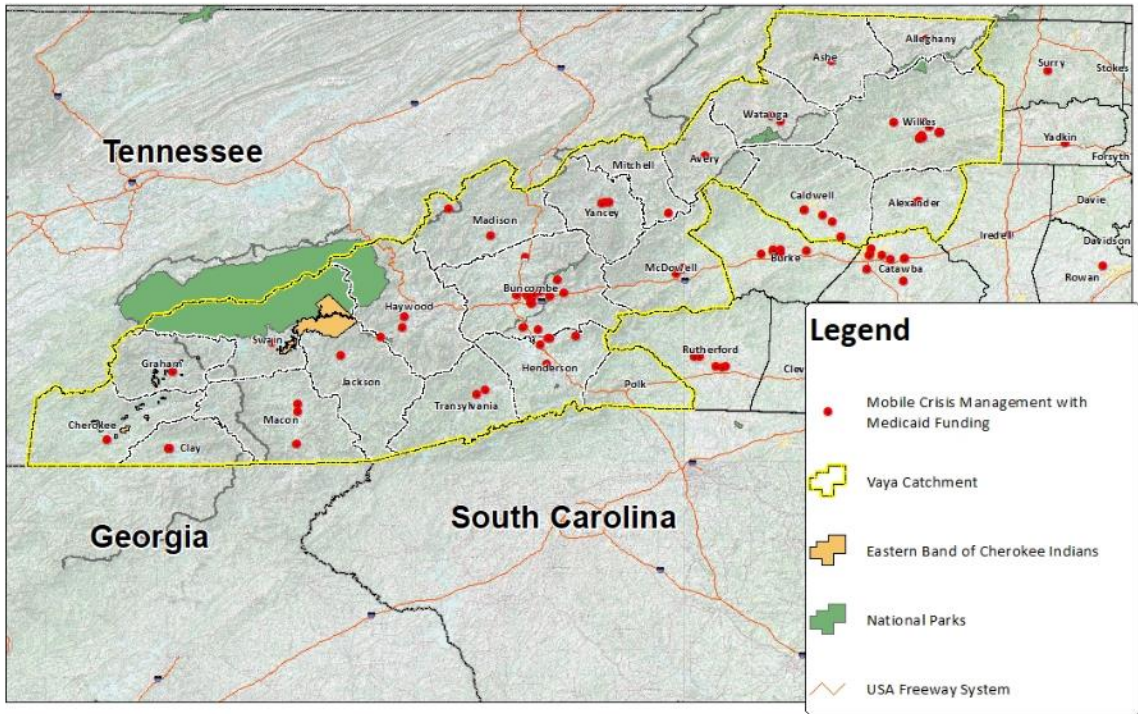 Alleghany
Ashe
Surry
Stokes
Watauga
Wilkes
Yadkin
Forsyth
Tennessee
Mitchell
Avery
Caldwell
Alexander
Davie
Yancey
Madison
Iredell
Davidson
Burke
Catawba
McDowell
Rowan
Buncombe
Haywood
Swain
Rutherford
Graham
Henderson
Clev
Jackson
Polk
Transylvania
Macon
Cherokee
Clay
Georgia
South Carolina
Legend
Mobile Crisis Management with
Medicaid Funding
Vaya Catchment
Eastern Band of Cherokee Indians
National Parks
USA Freeway System